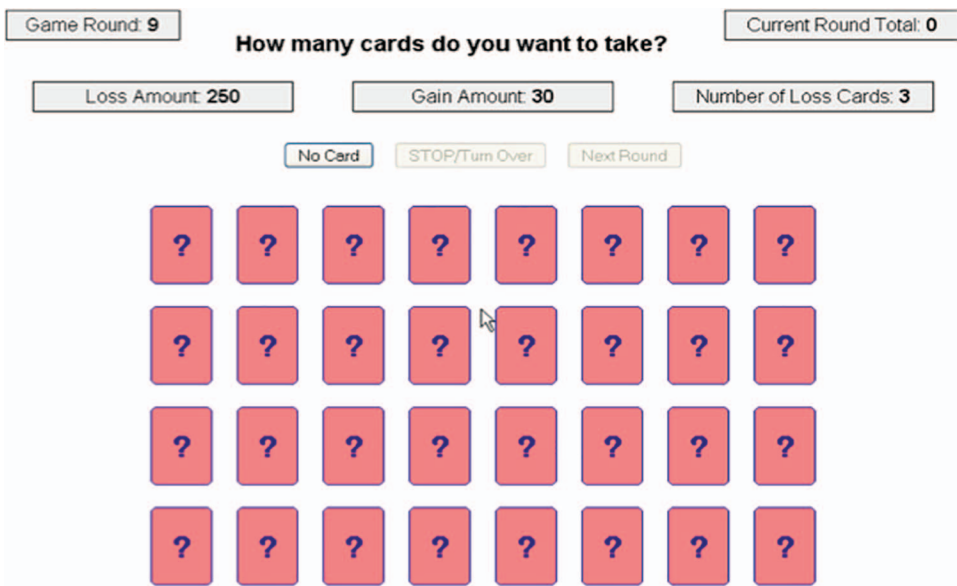 Game Round: 9
Current Round Total: 0
How many cards do you want to take?
Loss Amount: 250
Gain Amount: 30
Number of Loss Cards: 3
No Card
STOP/Turn Over
Next Round
? ? ? ? ? ? ? ?
? ? ? ? ? ? ? ?
? ? ? ? ? ? ? ?
? ? ? ? ? ? ? ?